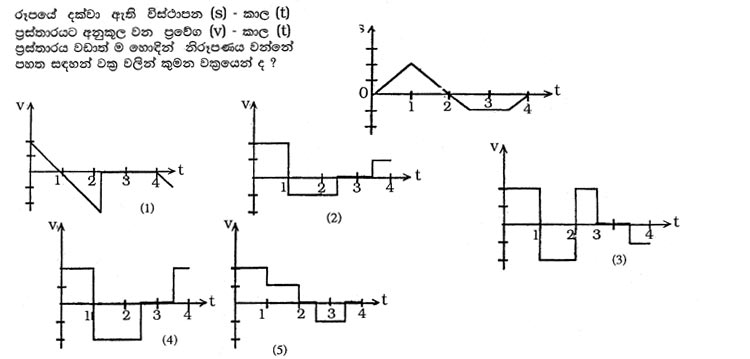 රූපයේ දක්වා ඇති විස්ථාපන (s) - කාල (t)
ප්‍රස්තාරයට අනුකූල වන ප්‍රවේග (v) - කාල (t)
ප්‍රස්තාරය වඩාත් ම හොඳින් නිරූපණය වන්නේ
පහත සඳහන් වක්‍ර වලින් කුමන වක්‍රයෙන් ද ?
s
0 1 2 3 4 t
v
1 2 3 4 t
(1)
v
1 2 3 4 t
(2)
v
1 2 3 4 t
(3)
v
1 2 3 4 t
(4)
v
1 2 3 4 t
(5)